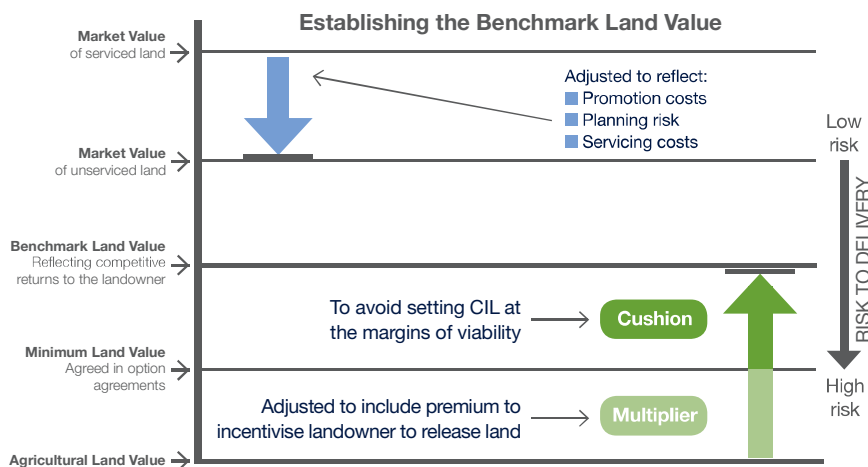 Establishing the Benchmark Land Value
Market Value
of serviced land
Adjusted to reflect:
Promotion costs
Planning risk
Servicing costs
Low
risk
Market Value
of unserviced land
RISK TO DELIVERY
Benchmark Land Value
Reflecting competitive
returns to the landowner
To avoid setting CIL at
the margins of viability
Cushion
Minimum Land Value
Agreed in option
agreements
High
risk
Adjusted to include premium to
incentivise landowner to release land
Multiplier
Agricultural Land Value